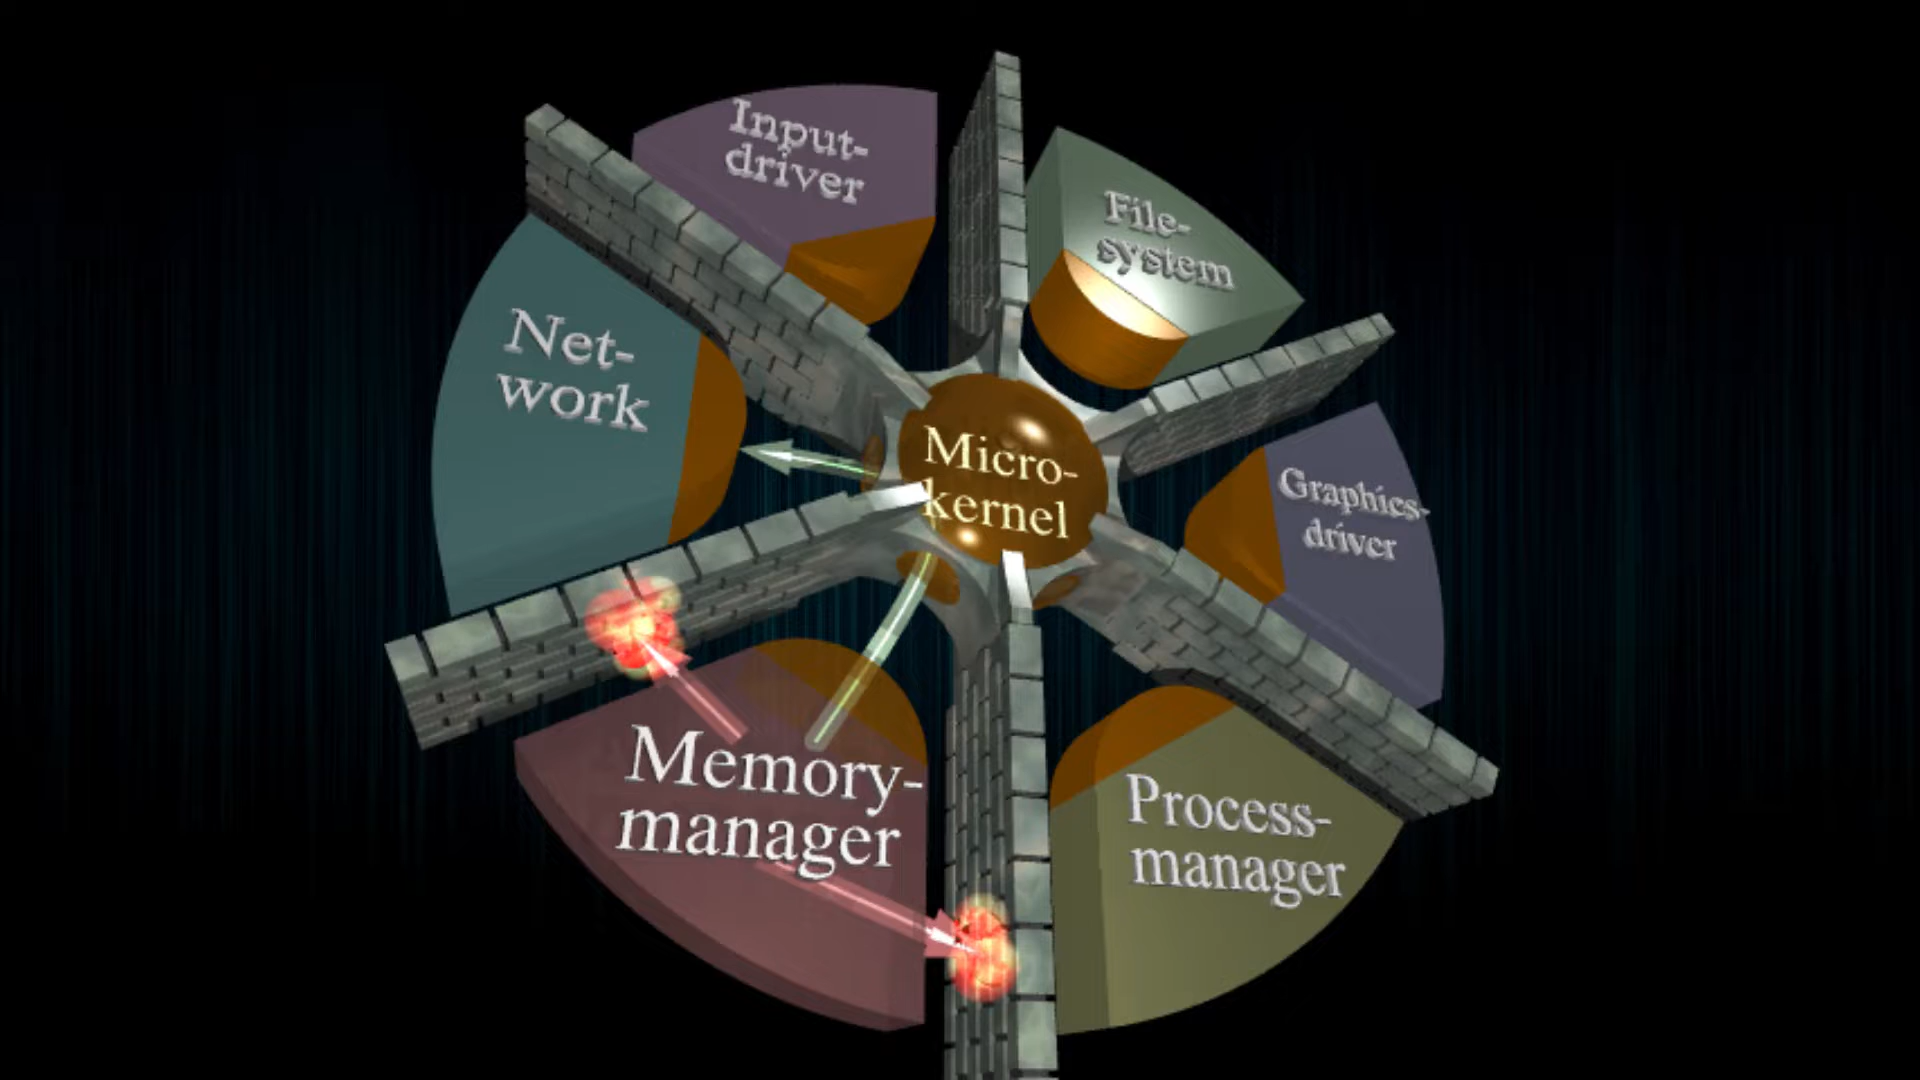 Input-
driver
File-
system
Net-
work
Micro-
kernel
Graphics-
driver
Memory-
manager
Process-
manager